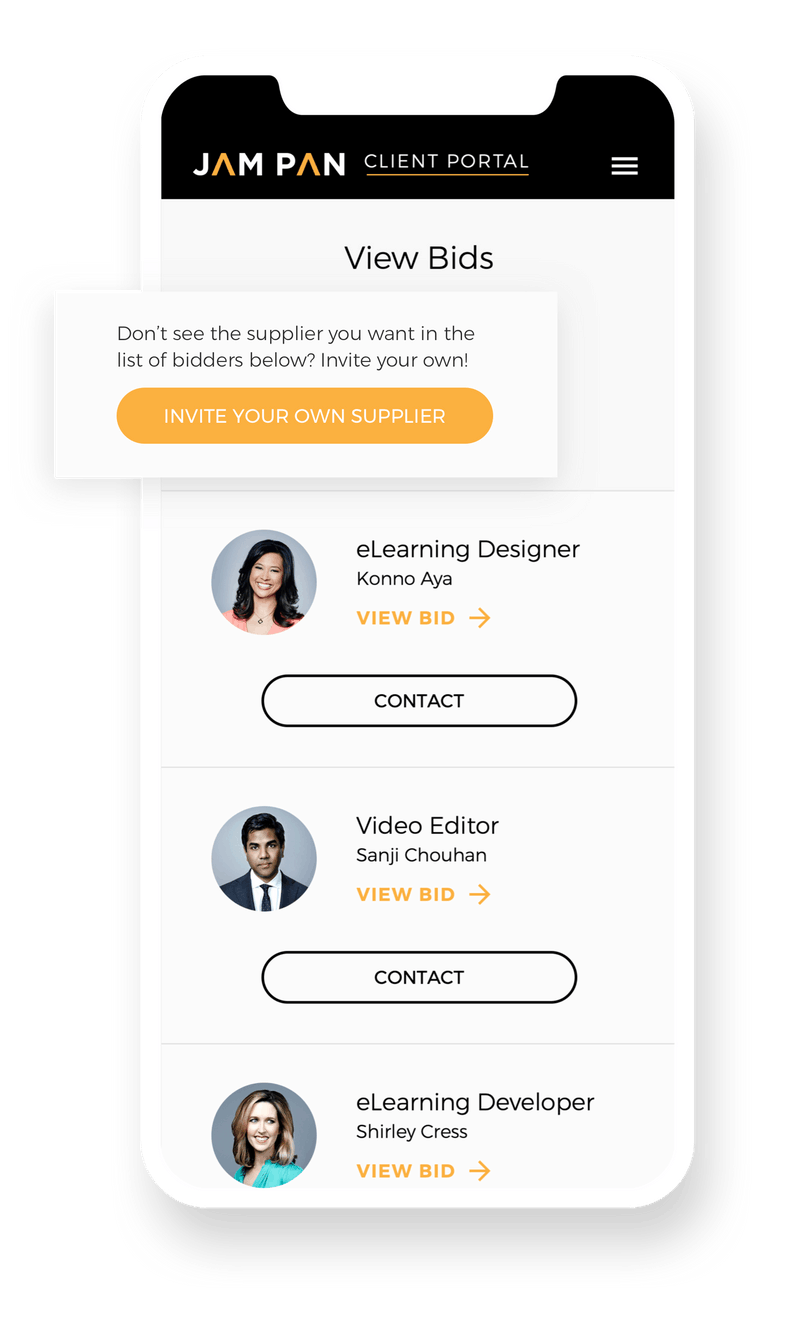 JAM PAN CLIENT PORTAL
View Bids
Don't see the supplier you want in the
list of bidders below? Invite your own!
INVITE YOUR OWN SUPPLIER
eLearning Designer
Konno Aya
VIEW BID →
CONTACT
Video Editor
Sanji Chouhan
VIEW BID →
CONTACT
eLearning Developer
Shirley Cress
VIEW BID →